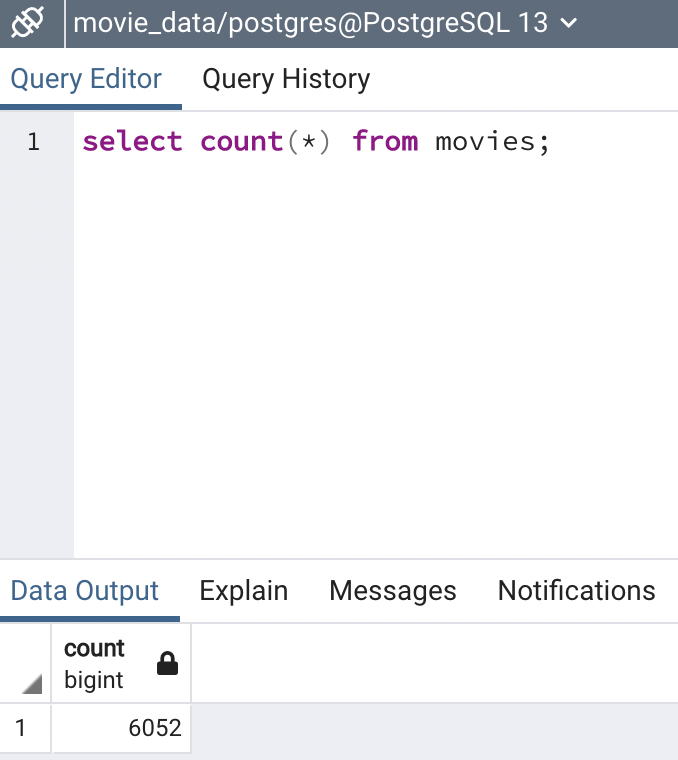 movie_data/postgres@PostgreSQL 13
Query Editor Query History
1 select count(*) from movies;
Data Output Explain Messages Notifications
count
bigint
1 6052